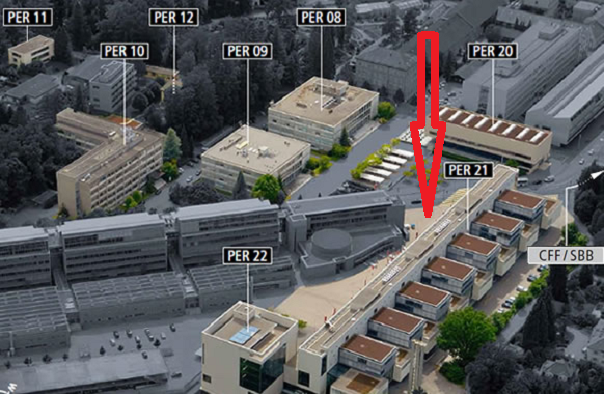 PER 11
PER 12
PER 08
PER 10
PER 09
PER 20
PER 21
PER 22
CFF / SBB